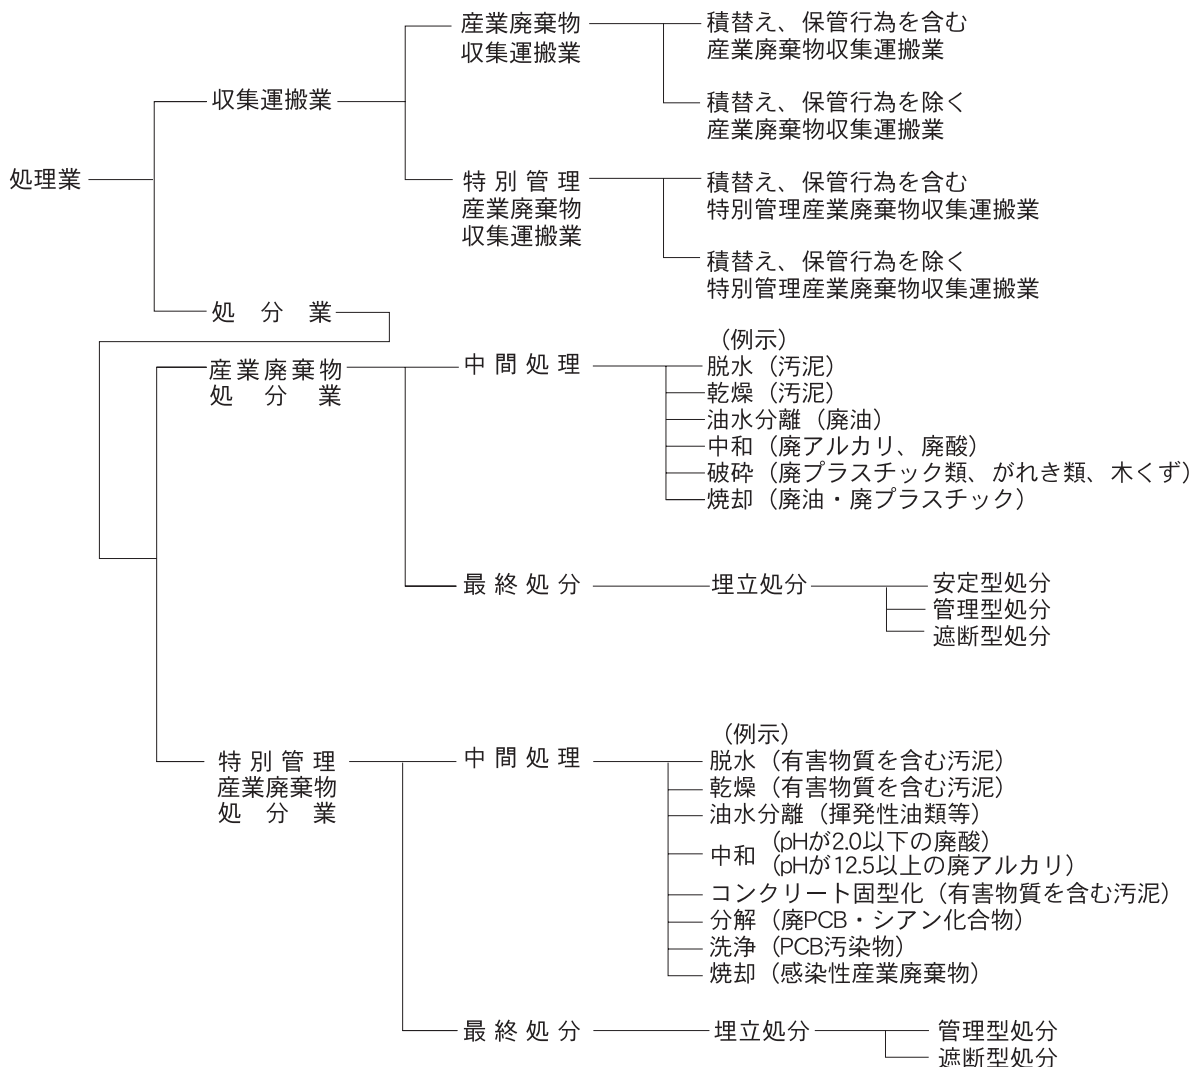 処理業
収集運搬業
産業廃棄物
収集運搬業
積替え、保管行為を含む
産業廃棄物収集運搬業
積替え、保管行為を除く
産業廃棄物収集運搬業
特別管理
産業廃棄物
収集運搬業
積替え、保管行為を含む
特別管理産業廃棄物収集運搬業
積替え、保管行為を除く
特別管理産業廃棄物収集運搬業
処分業
産業廃棄物
処分業
中間処理
（例示）
脱水（汚泥）
乾燥（汚泥）
油水分離（廃油）
中和（廃アルカリ、廃酸）
破砕（廃プラスチック類、がれき類、木くず）
焼却（廃油・廃プラスチック）
最終処分
埋立処分
安定型処分
管理型処分
遮断型処分
特別管理
産業廃棄物
処分業
中間処理
（例示）
脱水（有害物質を含む汚泥）
乾燥（有害物質を含む汚泥）
油水分離（揮発性油類等）
中和
（pHが2.0以下の廃酸）
（pHが12.5以上の廃アルカリ）
コンクリート固型化（有害物質を含む汚泥）
分解（廃PCB・シアン化合物）
洗浄（PCB汚染物）
焼却（感染性産業廃棄物）
最終処分
埋立処分
管理型処分
遮断型処分